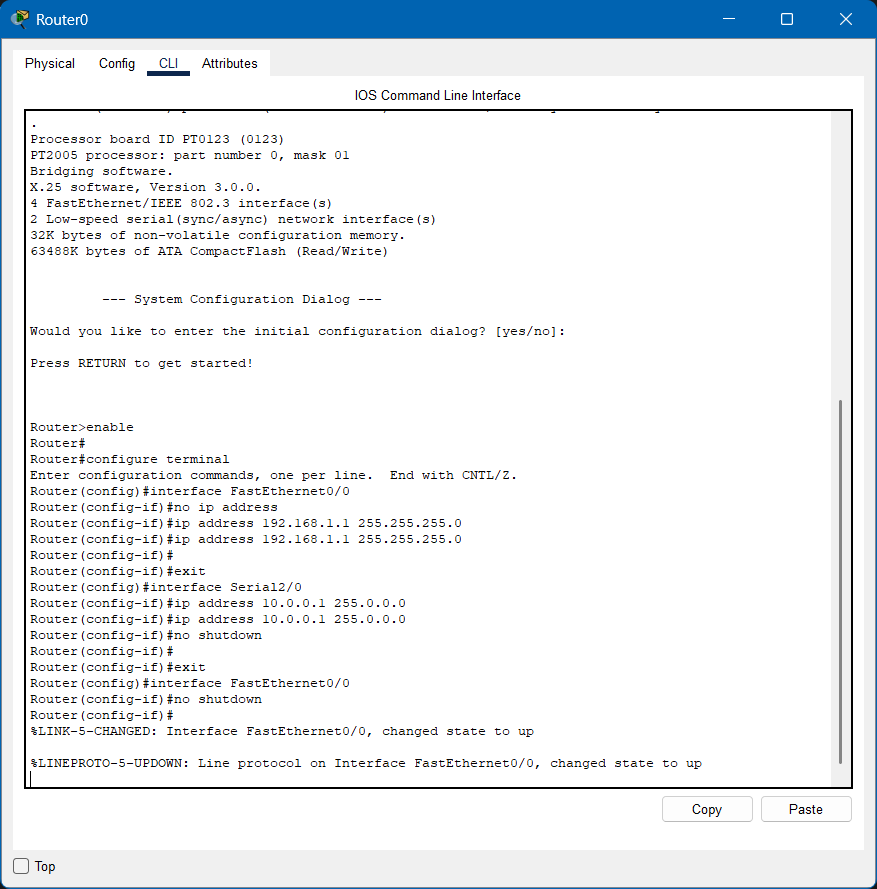 Router0
Physical Config CLI Attributes
IOS Command Line Interface
.
Processor board ID PT0123 (0123)
PT2005 processor: part number 0, mask 01
Bridging software.
X.25 software, Version 3.0.0.
4 FastEthernet/IEEE 802.3 interface(s)
2 Low-speed serial(sync/async) network interface(s)
32K bytes of non-volatile configuration memory.
63488K bytes of ATA CompactFlash (Read/Write)
--- System Configuration Dialog ---
Would you like to enter the initial configuration dialog? [yes/no]:
Press RETURN to get started!
Router>enable
Router#
Router#configure terminal
Enter configuration commands, one per line.  End with CNTL/Z.
Router(config)#interface FastEthernet0/0
Router(config-if)#no ip address
Router(config-if)#ip address 192.168.1.1 255.255.255.0
Router(config-if)#ip address 192.168.1.1 255.255.255.0
Router(config-if)#
Router(config-if)#exit
Router(config)#interface Serial2/0
Router(config-if)#ip address 10.0.0.1 255.0.0.0
Router(config-if)#ip address 10.0.0.1 255.0.0.0
Router(config-if)#no shutdown
Router(config-if)#
Router(config-if)#exit
Router(config)#interface FastEthernet0/0
Router(config-if)#no shutdown
Router(config-if)#
%LINK-5-CHANGED: Interface FastEthernet0/0, changed state to up
%LINEPROTO-5-UPDOWN: Line protocol on Interface FastEthernet0/0, changed state to up
Copy Paste
Top